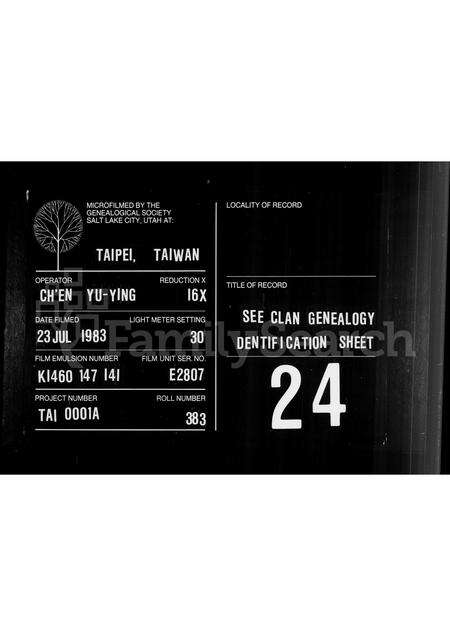 MICROFILMED BY THE
GENEALOGICAL SOCIETY
SALT LAKE CITY, UTAH AT:
TAIPEI, TAIWAN
OPERATOR REDUCTION X
CH'EN YU-YING 16X
DATE FILMED LIGHT METER SETTING
23 JUL 1983 30
FILM EMULSION NUMBER FILM UNIT SER. NO.
K1460 147 141 E2807
PROJECT NUMBER ROLL NUMBER
TAI 0001A 383
LOCALITY OF RECORD
TITLE OF RECORD
SEE CLAN GENEALOGY
DENTIFICATION SHEET
24
FamilySearch